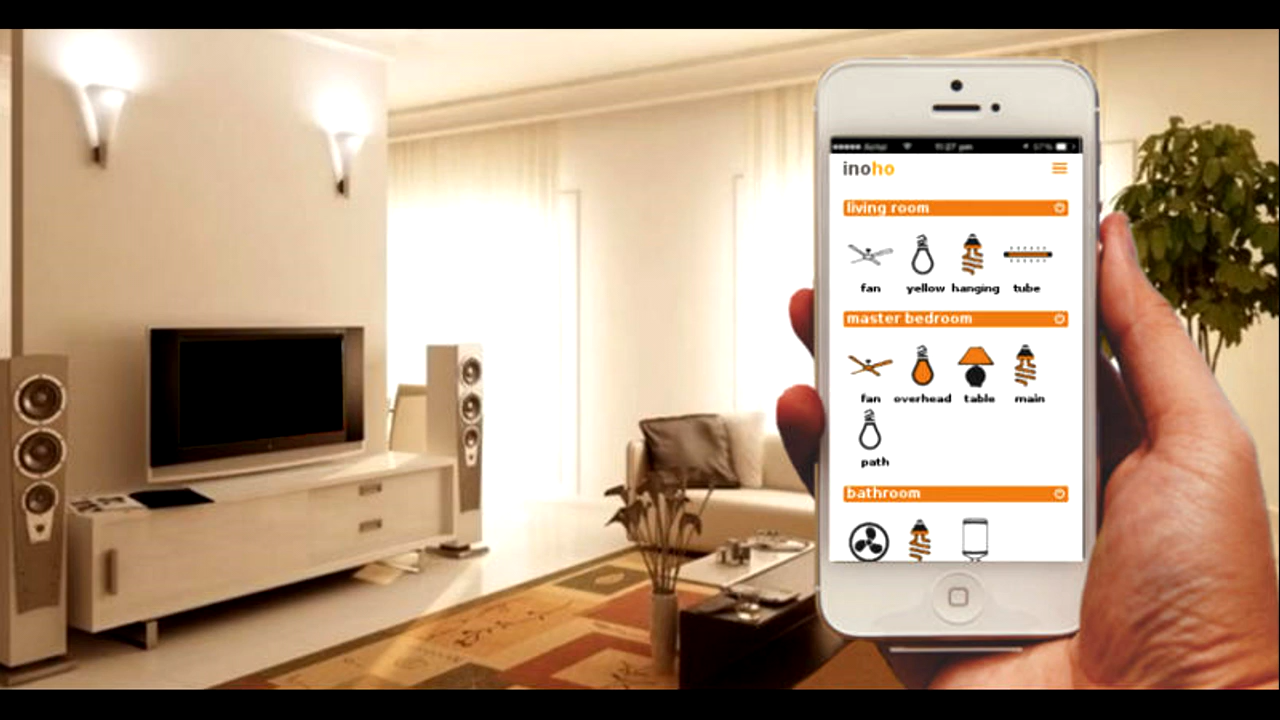 inoho
living room
fan yellow hanging tube
master bedroom
fan overhead table main
path
bathroom